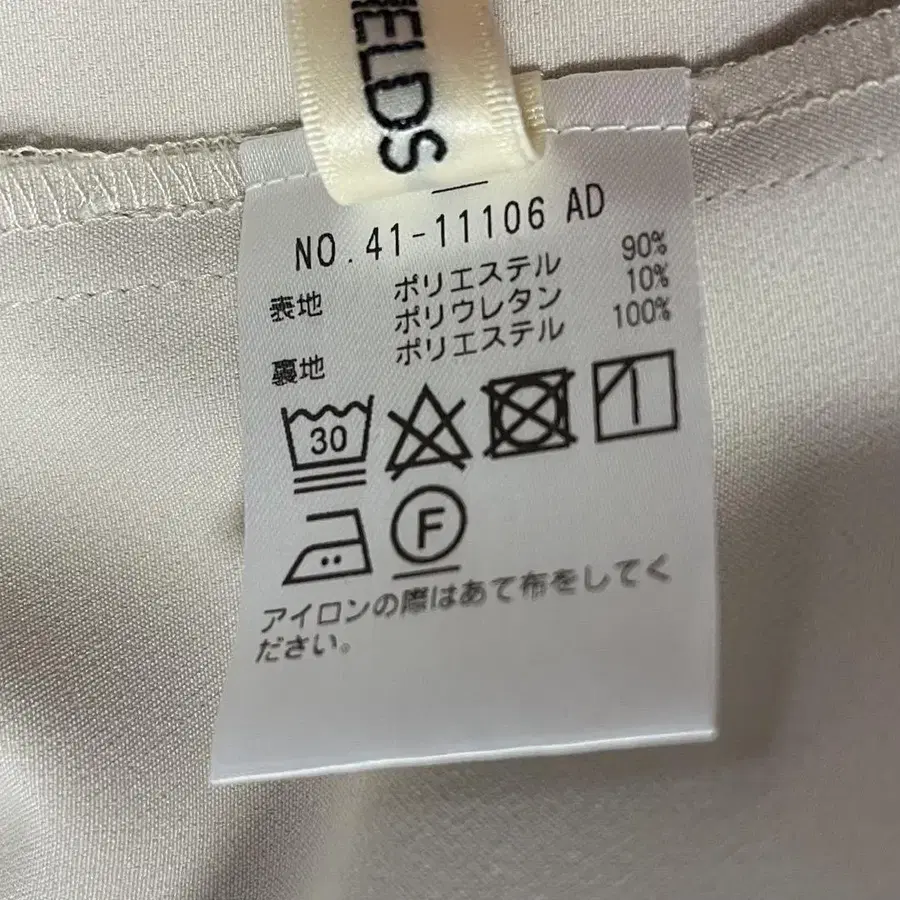 ELDS
NO.41-11106 AD
表地 ポリエステル 90%
ポリウレタン 10%
裏地 ポリエステル 100%
30
F
アイロンの際はあて布をしてく
ださい。